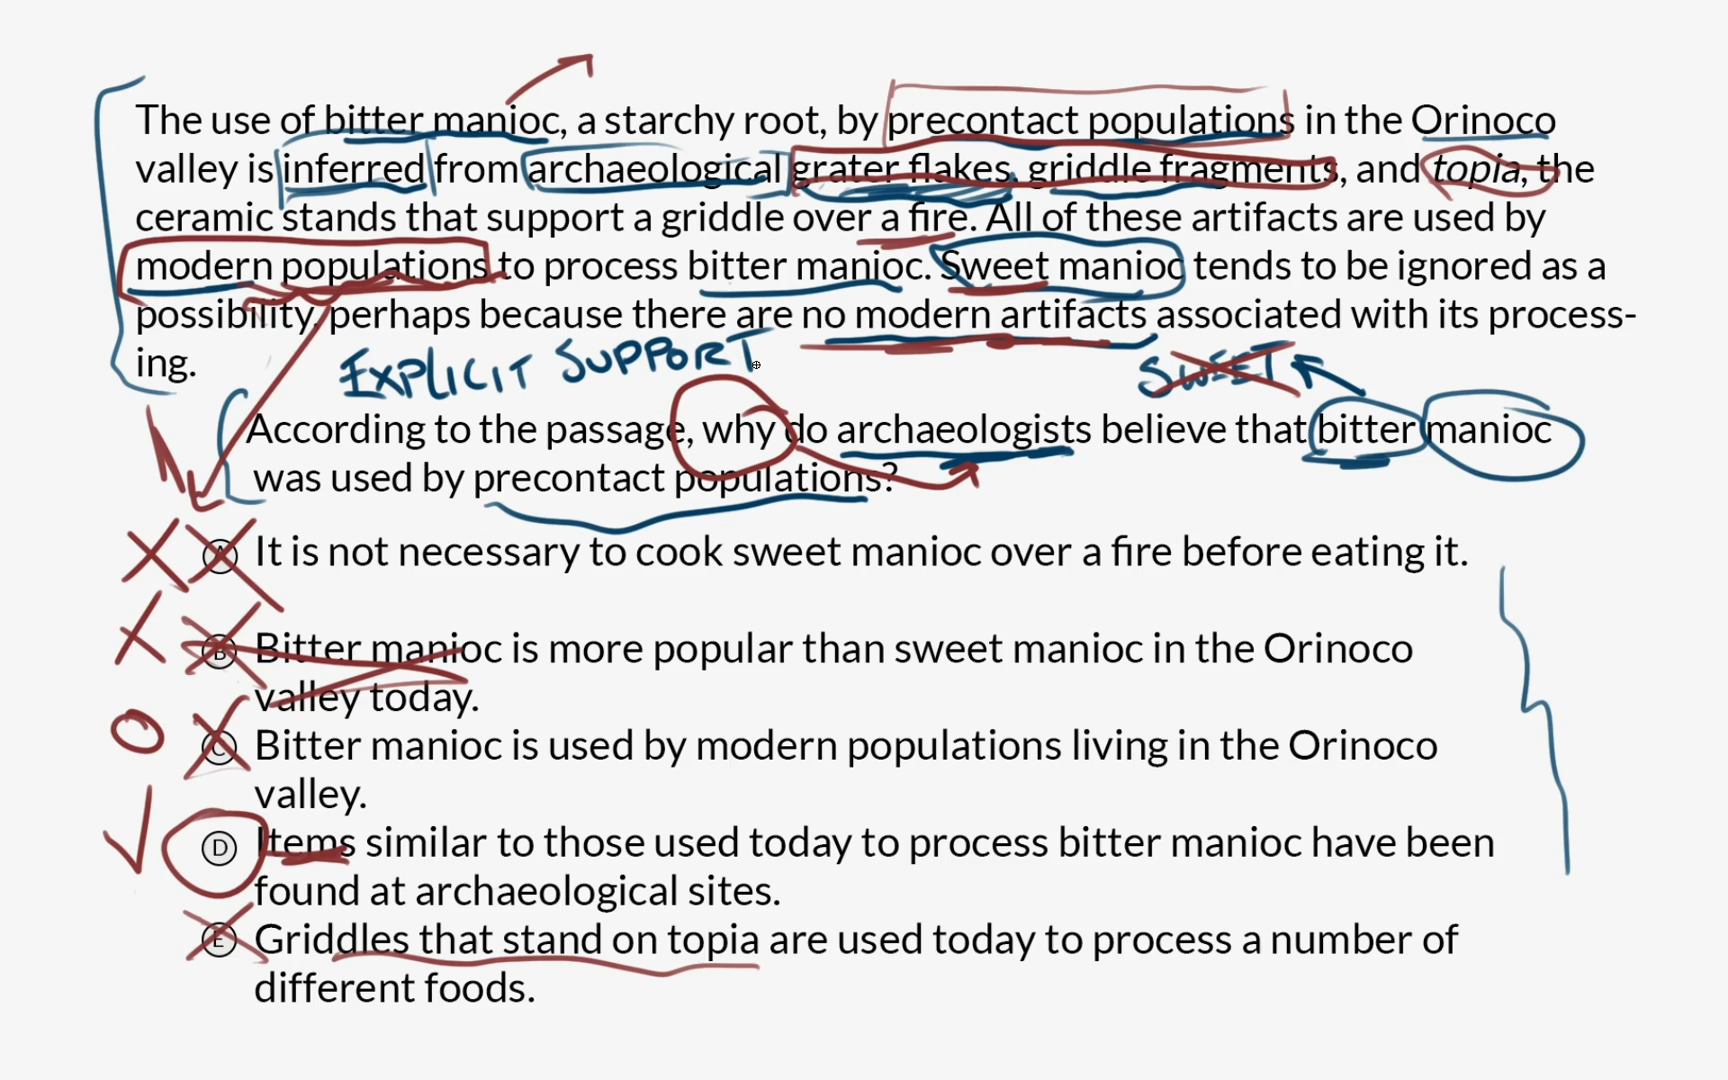 The use of bitter manioc, a starchy root, by precontact populations in the Orinoco
valley is inferred from archaeological grater flakes, griddle fragments, and topia, the
ceramic stands that support a griddle over a fire. All of these artifacts are used by
modern populations to process bitter manioc. Sweet manioc tends to be ignored as a
possibility, perhaps because there are no modern artifacts associated with its process-
ing.
EXPLICIT SUPPORT
SWEET
According to the passage, why do archaeologists believe that bitter manioc
was used by precontact populations?
A It is not necessary to cook sweet manioc over a fire before eating it.
B Bitter manioc is more popular than sweet manioc in the Orinoco
valley today.
C Bitter manioc is used by modern populations living in the Orinoco
valley.
D Items similar to those used today to process bitter manioc have been
found at archaeological sites.
E Griddles that stand on topia are used today to process a number of
different foods.